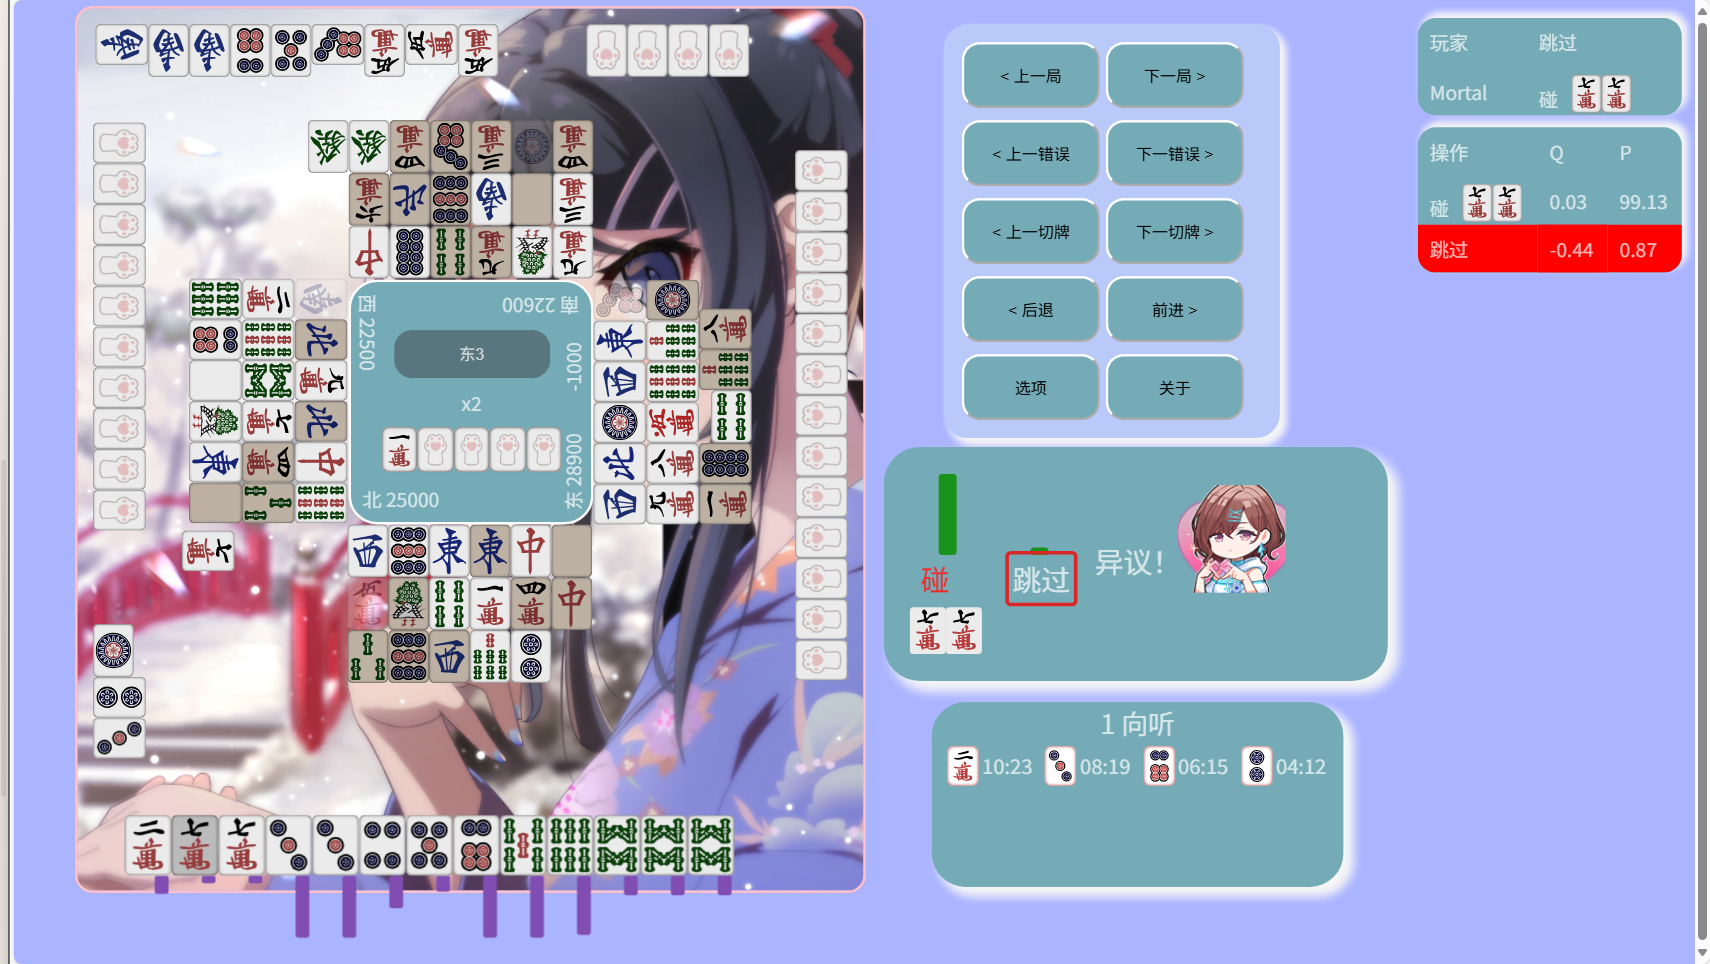 西 22500
南 22600
东3
-1000
x2
北 25000
东 28900
< 上一局
下一局 >
< 上一错误
下一错误 >
< 上一切牌
下一切牌 >
< 后退
前进 >
选项
关于
碰
跳过
异议！
1 向听
10:23
08:19
06:15
04:12
玩家 跳过
Mortal 碰
操作 Q P
碰 0.03 99.13
跳过 -0.44 0.87